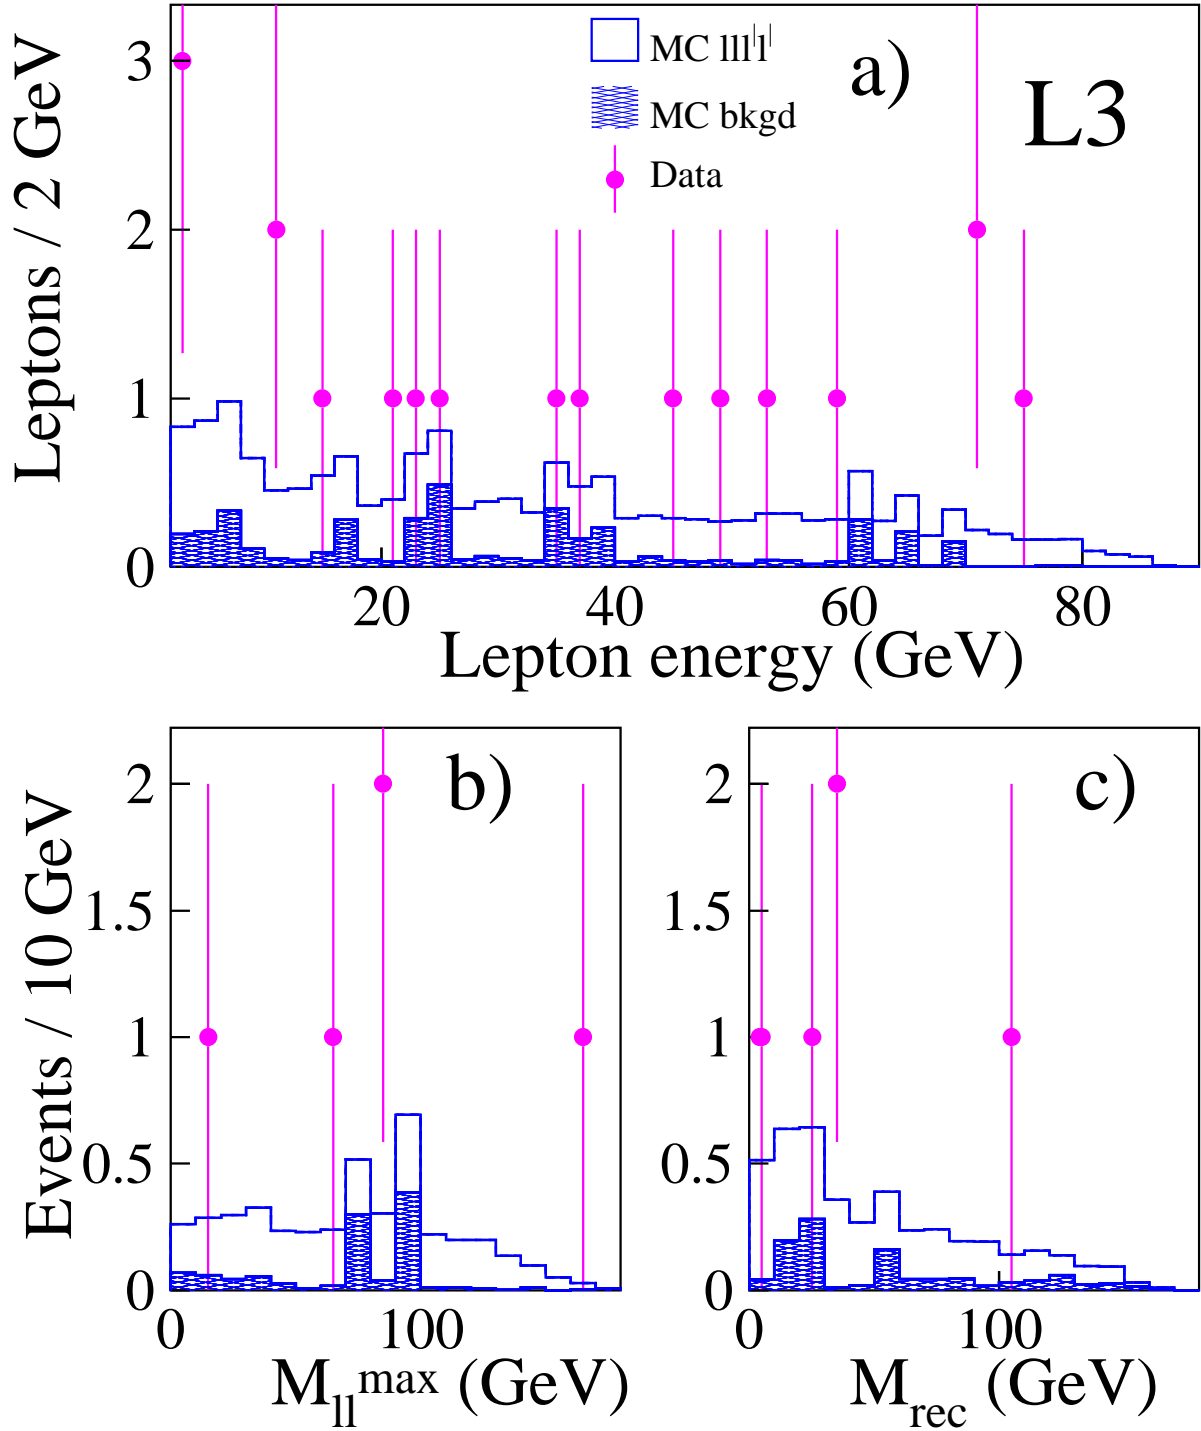 MC lll|l|
MC bkgd
Data
a)
L3
Leptons / 2 GeV
3
2
1
0
20 40 60 80
Lepton energy (GeV)
b)
Events / 10 GeV
2
1.5
1
0.5
0
0 100
Mllmax (GeV)
c)
2
1.5
1
0.5
0
0 100
Mrec (GeV)